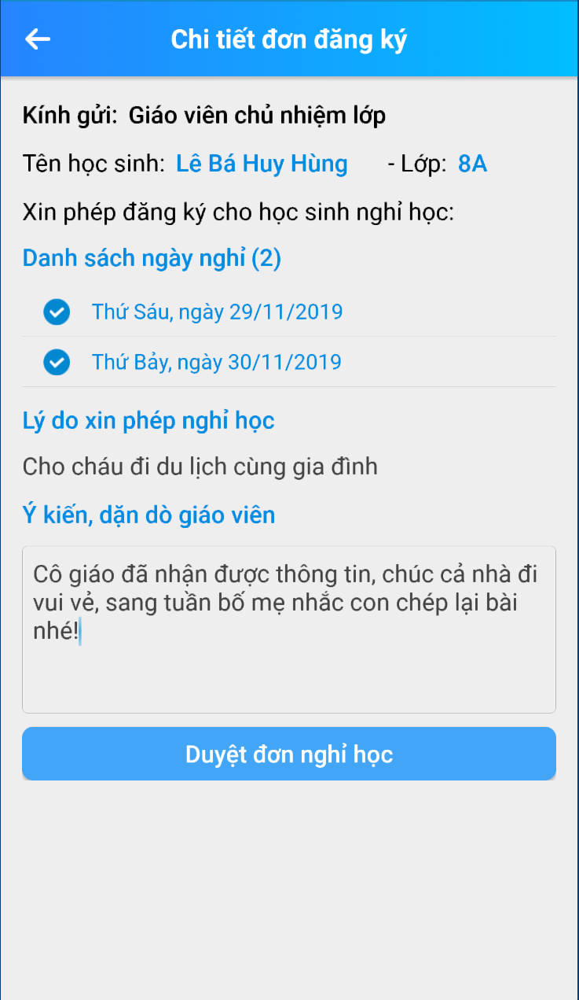 Chi tiết đơn đăng ký
Kính gửi: Giáo viên chủ nhiệm lớp
Tên học sinh: Lê Bá Huy Hùng - Lớp: 8A
Xin phép đăng ký cho học sinh nghỉ học:
Danh sách ngày nghỉ (2)
Thứ Sáu, ngày 29/11/2019
Thứ Bảy, ngày 30/11/2019
Lý do xin phép nghỉ học
Cho cháu đi du lịch cùng gia đình
Ý kiến, dặn dò giáo viên
Cô giáo đã nhận được thông tin, chúc cả nhà đi
vui vẻ, sang tuần bố mẹ nhắc con chép lại bài
nhé!
Duyệt đơn nghỉ học